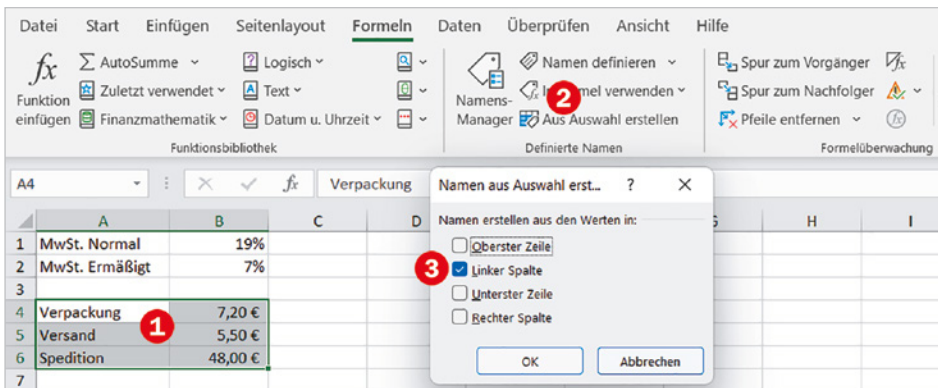 Datei Start Einfügen Seitenlayout Formeln Daten Überprüfen Ansicht Hilfe
fx
Funktion
einfügen
AutoSumme
Zuletzt verwendet
Finanzmathematik
Logisch
Text
Datum u. Uhrzeit
Funktionsbibliothek
Namens-
Manager
Namen definieren
verwenden
Aus Auswahl erstellen
2
Definierte Namen
Spur zum Vorgänger
Spur zum Nachfolger
Pfeile entfernen
fx
fx
Formelüberwachung
A4 fx Verpackung
A B C D H I
1 MwSt. Normal 19%
2 MwSt. Ermäßigt 7%
3
4 Verpackung 7,20 €
5 Versand 5,50 €
6 Spedition 48,00 €
7
1
Namen aus Auswahl erst... ?
Namen erstellen aus den Werten in:
Oberster Zeile
3 Linker Spalte
Unterster Zeile
Rechter Spalte
OK Abbrechen